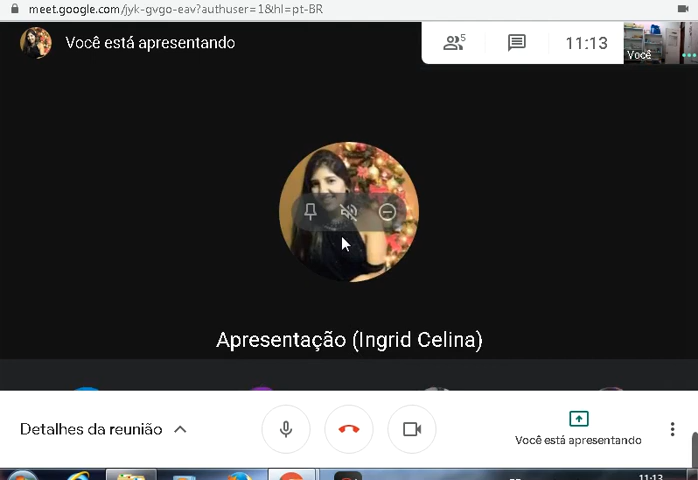 meet.google.com/jyk-gvgo-eav?authuser=1&hl=pt-BR
Você está apresentando
5
11:13
Você
Apresentação (Ingrid Celina)
Detalhes da reunião
Você está apresentando
11:13